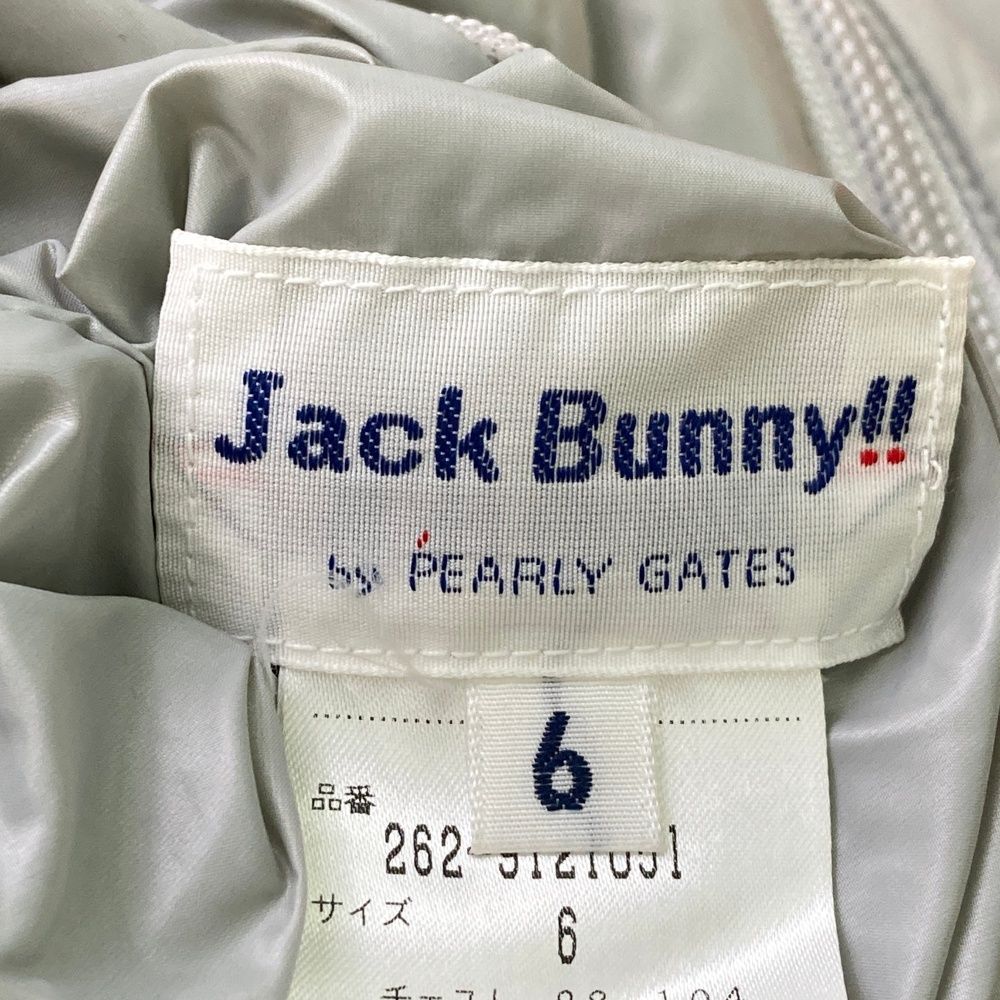 Jack Bunny!!
by PEARLY GATES
6
品番
サイズ
6